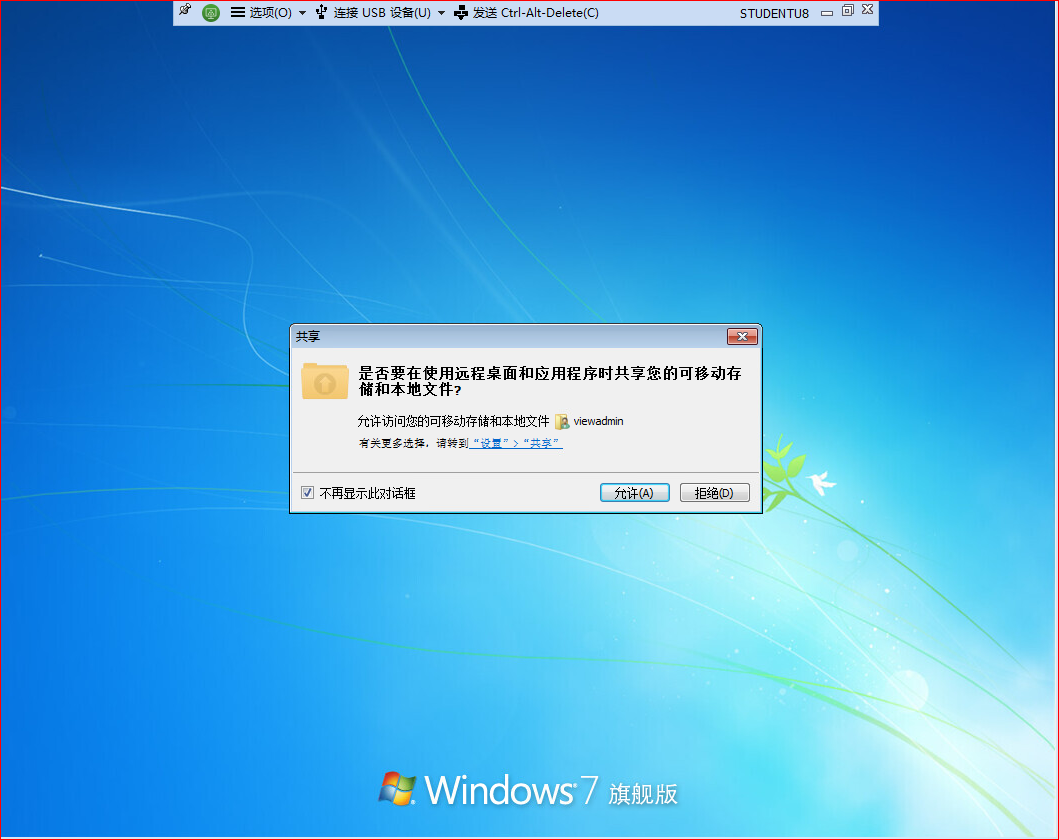 选项(O) 连接 USB 设备(U) 发送 Ctrl-Alt-Delete(C) STUDENTU8
共享
是否要在使用远程桌面和应用程序时共享您的可移动存
储和本地文件?
允许访问您的可移动存储和本地文件 viewadmin
有关更多选择，请转到“设置” > “共享”
不再显示此对话框 允许(A) 拒绝(D)
Windows 7 旗舰版